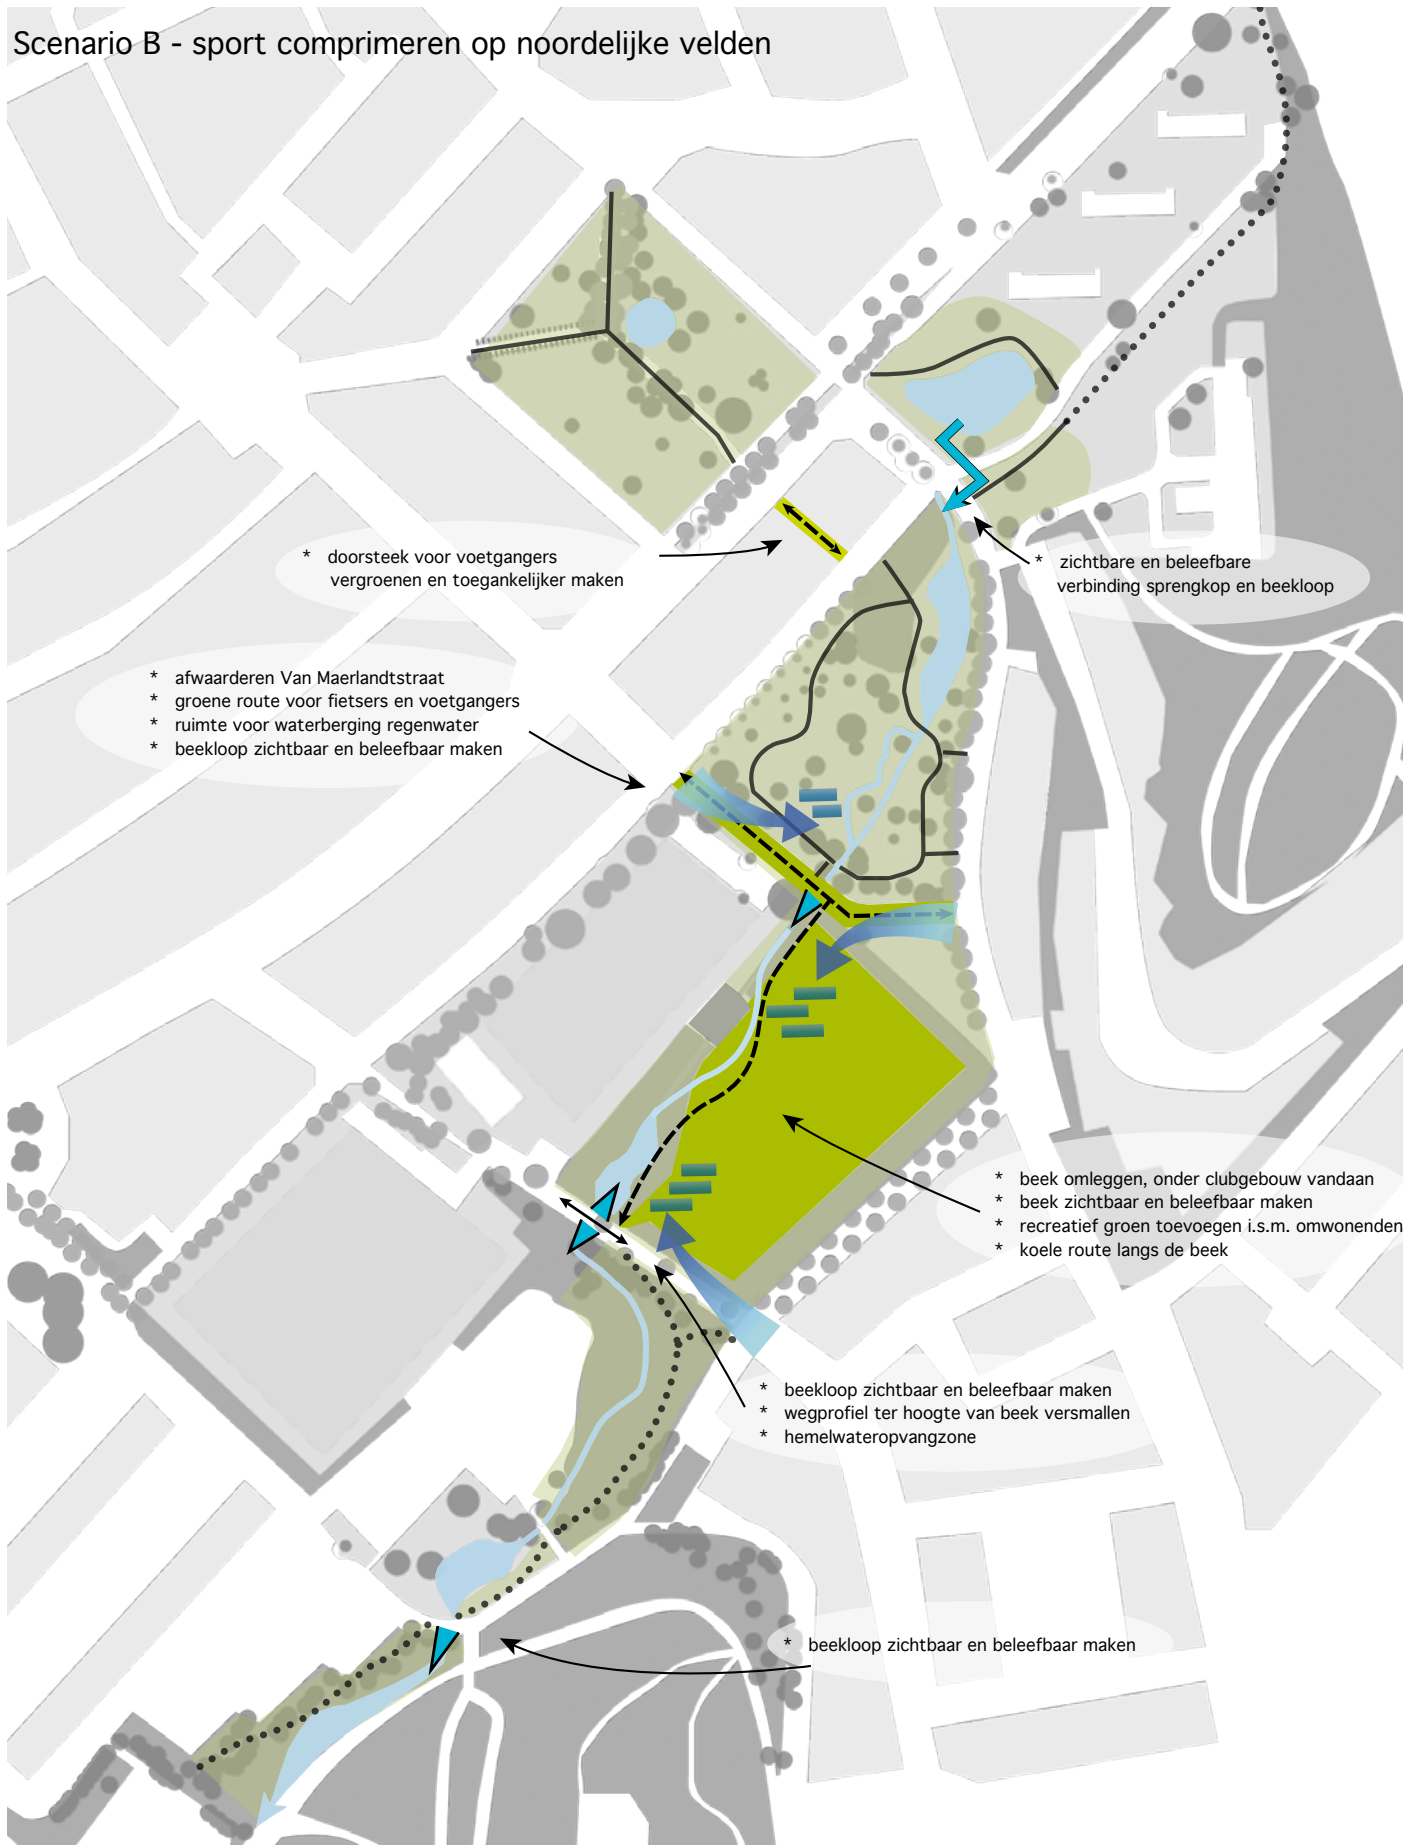 Scenario B - sport comprimeren op noordelijke velden
* doorsteek voor voetgangers
vergroenen en toegankelijker maken
* zichtbare en beleefbare
verbinding sprengkop en beekloop
* afwaarderen Van Maerlandtstraat
* groene route voor fietsers en voetgangers
* ruimte voor waterberging regenwater
* beekloop zichtbaar en beleefbaar maken
* beek omleggen, onder clubgebouw vandaan
* beek zichtbaar en beleefbaar maken
* recreatief groen toevoegen i.s.m. omwonenden
* koele route langs de beek
* beekloop zichtbaar en beleefbaar maken
* wegprofiel ter hoogte van beek versmallen
* hemelwateropvangzone
* beekloop zichtbaar en beleefbaar maken